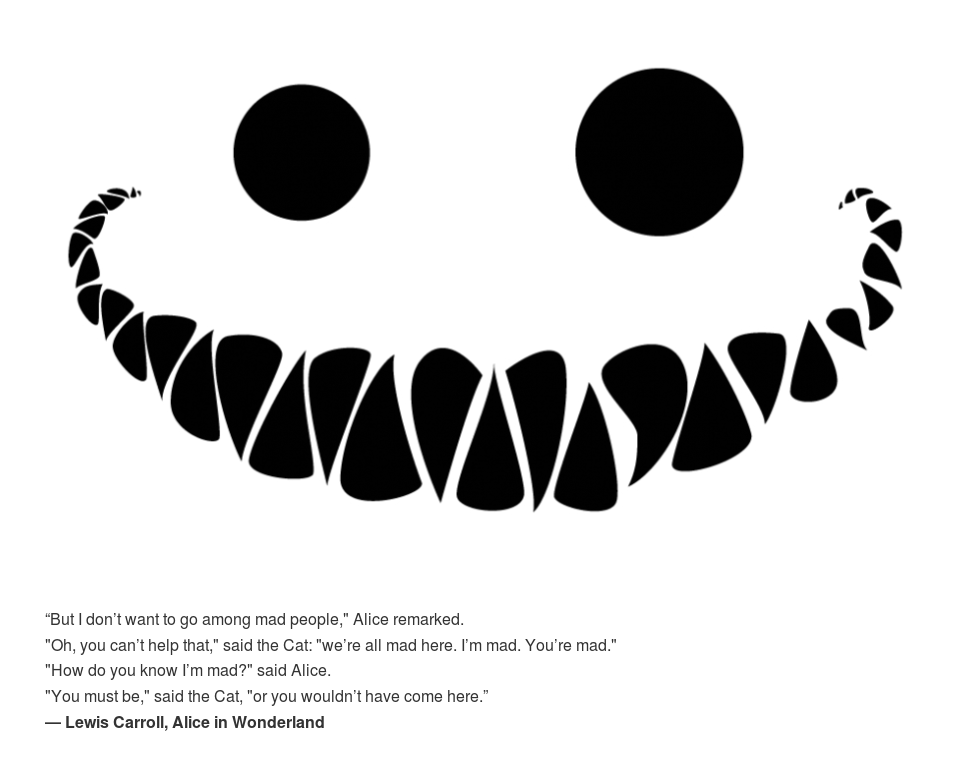 “But I don’t want to go among mad people," Alice remarked.
"Oh, you can’t help that," said the Cat: "we’re all mad here. I’m mad. You’re mad."
"How do you know I’m mad?" said Alice.
"You must be," said the Cat, "or you wouldn’t have come here.”
— Lewis Carroll, Alice in Wonderland